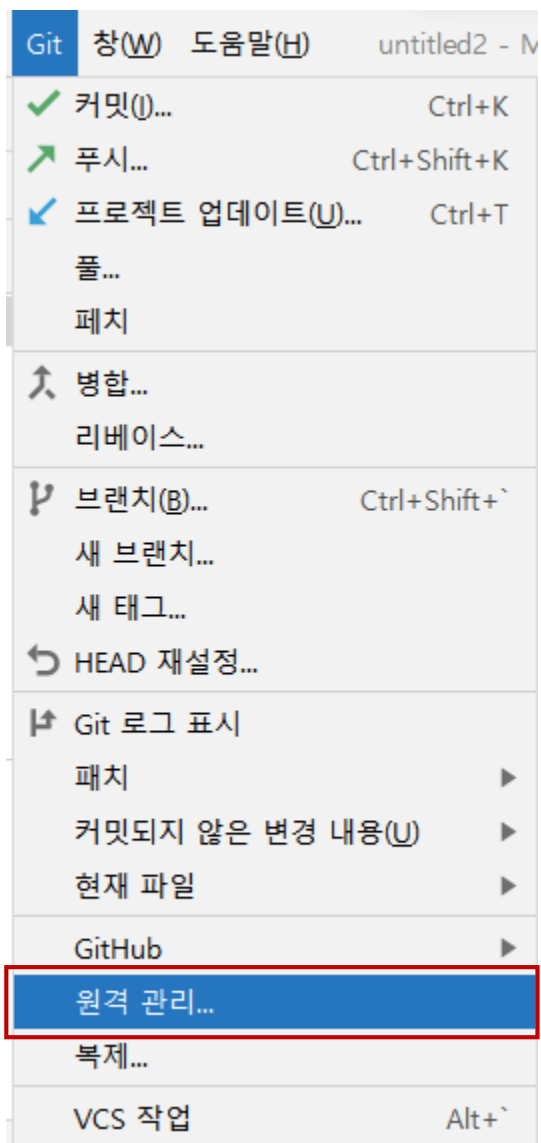 Git 창(W) 도움말(H) untitled2 - M
커밋(I)... Ctrl+K
푸시... Ctrl+Shift+K
프로젝트 업데이트(U)... Ctrl+T
풀...
페치
병합...
리베이스...
브랜치(B)... Ctrl+Shift+`
새 브랜치...
새 태그...
HEAD 재설정...
Git 로그 표시
패치
커밋되지 않은 변경 내용(U)
현재 파일
GitHub
원격 관리...
복제...
VCS 작업 Alt+`